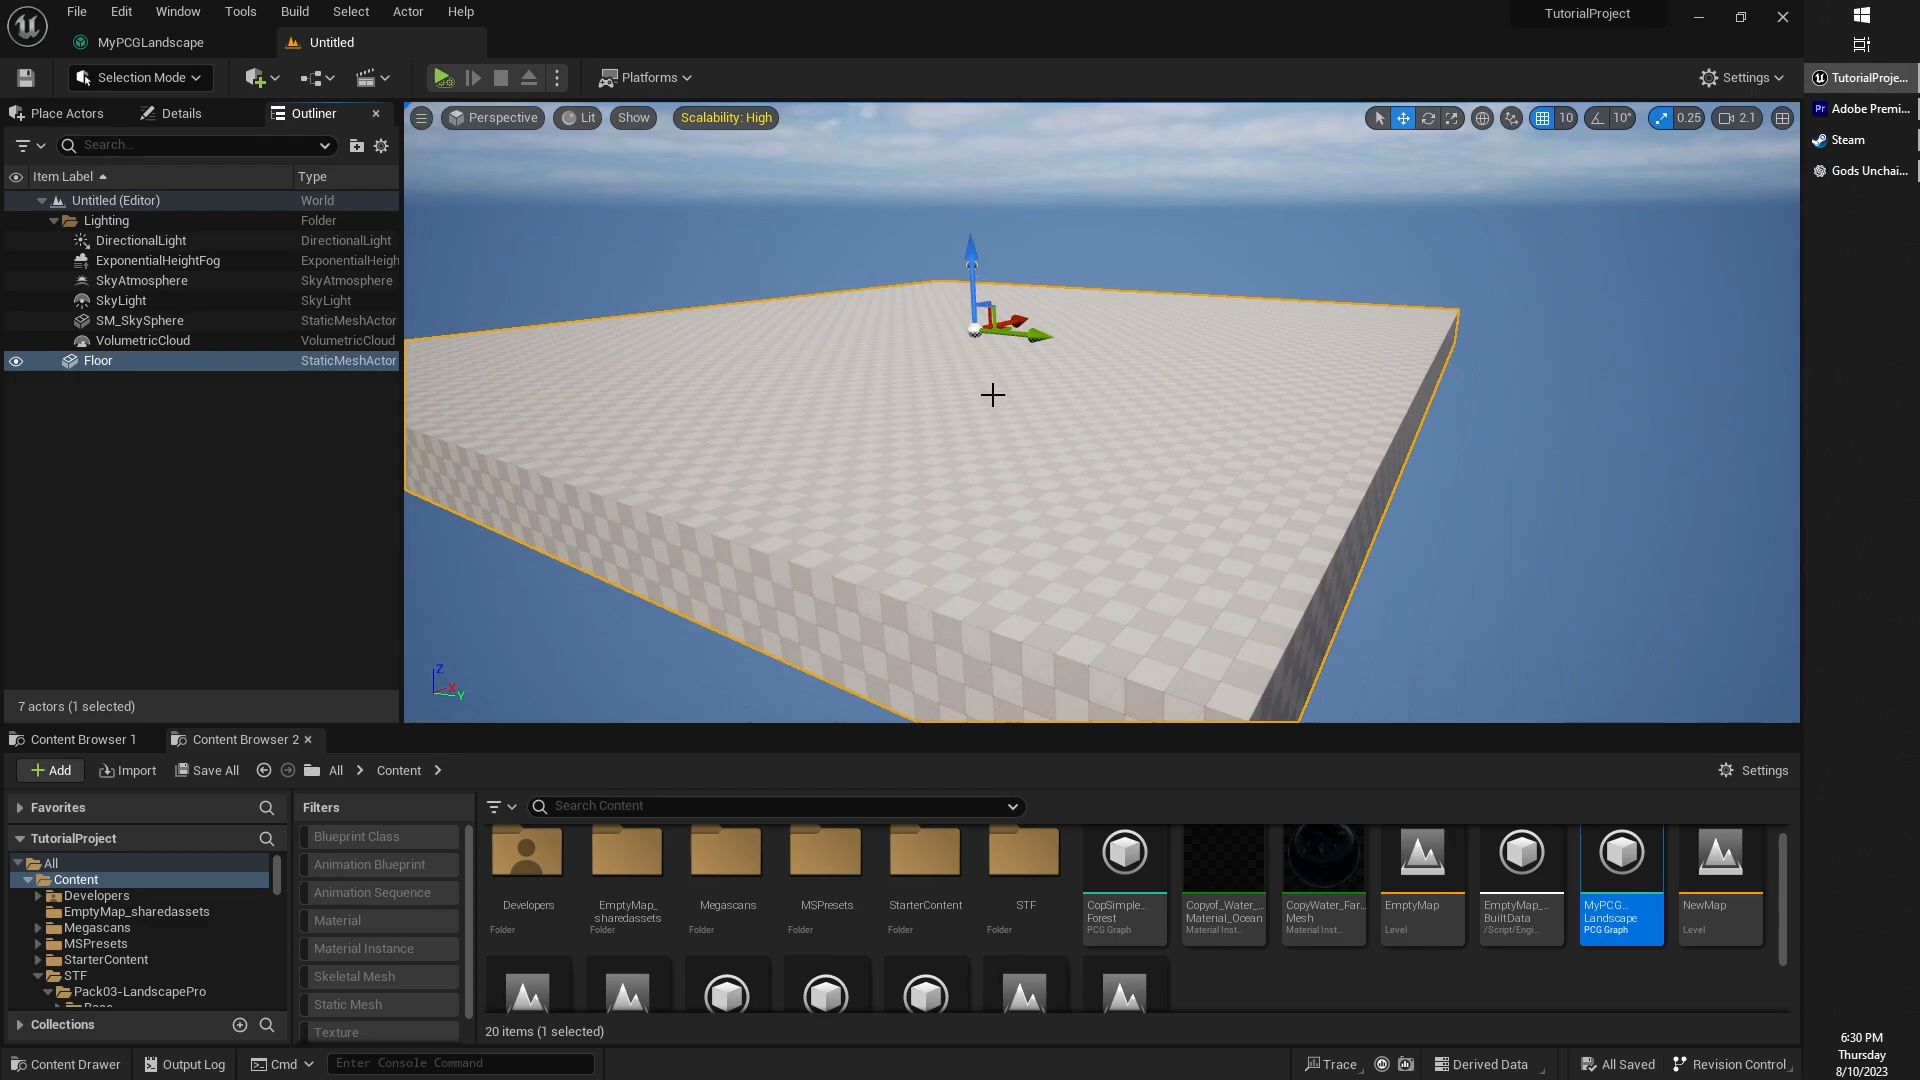 File Edit Window Tools Build Select Actor Help
TutorialProject
MyPCGLandscape
Untitled
Selection Mode
Platforms
Settings
Place Actors
Details
Outliner
Search...
Item Label
Type
Untitled (Editor) World
Lighting Folder
DirectionalLight DirectionalLight
ExponentialHeightFog ExponentialHeigh
SkyAtmosphere SkyAtmosphere
SkyLight SkyLight
SM_SkySphere StaticMeshActor
VolumetricCloud VolumetricCloud
Floor StaticMeshActor
7 actors (1 selected)
Perspective
Lit
Show
Scalability: High
10
10°
0.25
2.1
Z
X
Y
Content Browser 1
Content Browser 2
Add
Import
Save All
All
Content
Settings
Favorites
TutorialProject
All
Content
Developers
EmptyMap_sharedassets
Megascans
MSPresets
StarterContent
STF
Pack03-LandscapePro
Collections
Filters
Blueprint Class
Animation Blueprint
Animation Sequence
Material
Material Instance
Skeletal Mesh
Static Mesh
Texture
Search Content
Developers
Folder
EmptyMap_
sharedassets
Folder
Megascans
Folder
MSPresets
Folder
StarterContent
Folder
STF
Folder
CopSimple...
Forest
PCG Graph
Copyof_Water_...
Material_Ocean
Material Inst...
CopyWater_Far...
Mesh
Material Inst...
EmptyMap
Level
EmptyMap_...
BuiltData
/Script/Engi...
MyPCG...
Landscape
PCG Graph
NewMap
Level
20 items (1 selected)
Content Drawer
Output Log
Cmd
Enter Console Command
Trace
Derived Data
All Saved
Revision Control
TutorialProje...
Pr Adobe Premi...
Steam
Gods Unchai...
6:30 PM
Thursday
8/10/2023